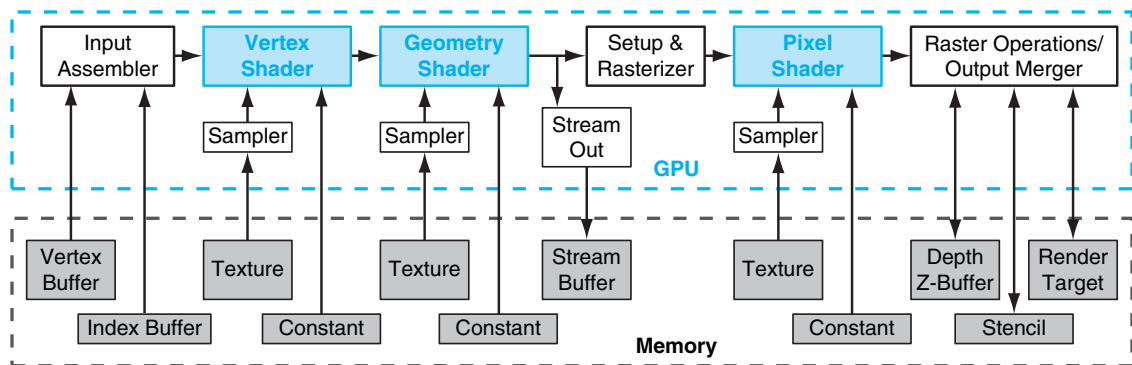 Input
Assembler
Vertex
Shader
Geometry
Shader
Setup &
Rasterizer
Pixel
Shader
Raster Operations/
Output Merger
Sampler
Sampler
Stream
Out
Sampler
GPU
Vertex
Buffer
Texture
Texture
Stream
Buffer
Texture
Depth
Z-Buffer
Render
Target
Index Buffer
Constant
Constant
Constant
Stencil
Memory